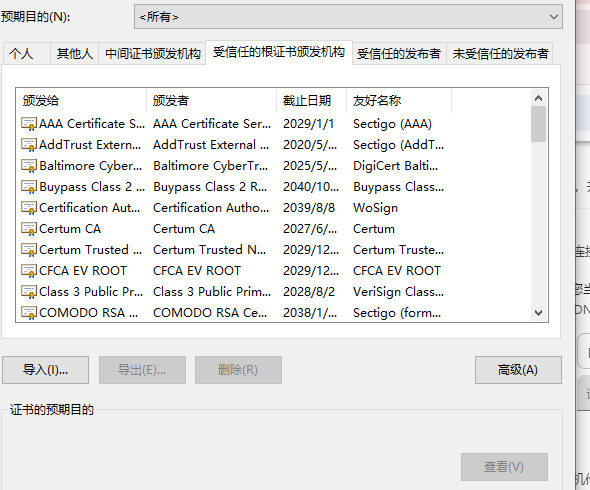 预期目的(N):
<所有>
个人 其他人 中间证书颁发机构 受信任的根证书颁发机构 受信任的发布者 未受信任的发布者
颁发给 颁发者 截止日期 友好名称
AAA Certificate S... AAA Certificate Ser... 2029/1/1 Sectigo (AAA)
AddTrust Extern... AddTrust External ... 2020/5/... Sectigo (AddT...
Baltimore Cyber... Baltimore CyberTr... 2025/5/... DigiCert Balti...
Buypass Class 2 ... Buypass Class 2 R... 2040/10... Buypass Class...
Certification Aut... Certification Autho... 2039/8/8 WoSign
Certum CA Certum CA 2027/6/... Certum
Certum Trusted ... Certum Trusted N... 2029/12... Certum Truste...
CFCA EV ROOT CFCA EV ROOT 2029/12... CFCA EV ROOT
Class 3 Public Pr... Class 3 Public Prim... 2028/8/2 VeriSign Class...
COMODO RSA ... COMODO RSA Ce... 2038/1/... Sectigo (form...
导入(I)... 导出(E)... 删除(R) 高级(A)
证书的预期目的
查看(V)